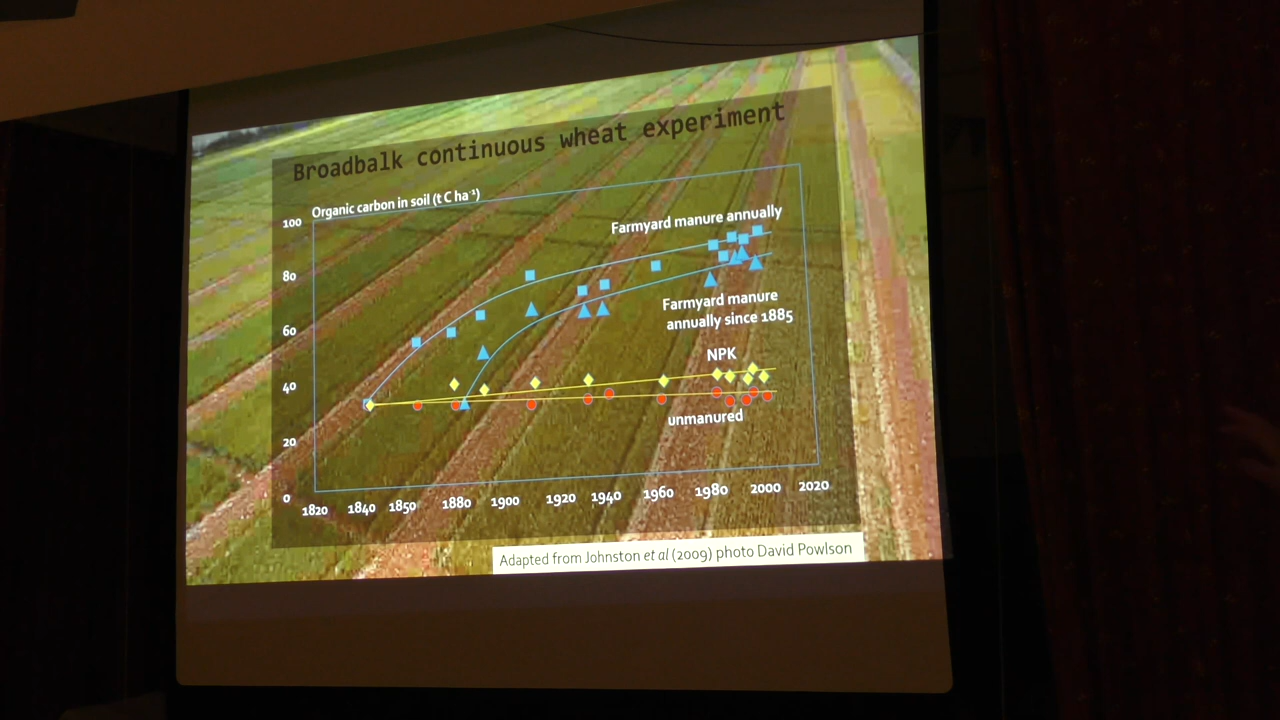 Broadbalk continuous wheat experiment
Organic carbon in soil (t C ha⁻¹)
100
80
60
40
20
0
Farmyard manure annually
Farmyard manure
annually since 1885
NPK
unmanured
1820 1840 1850 1880 1900 1920 1940 1960 1980 2000 2020
Adapted from Johnston et al (2009) photo David Powlson